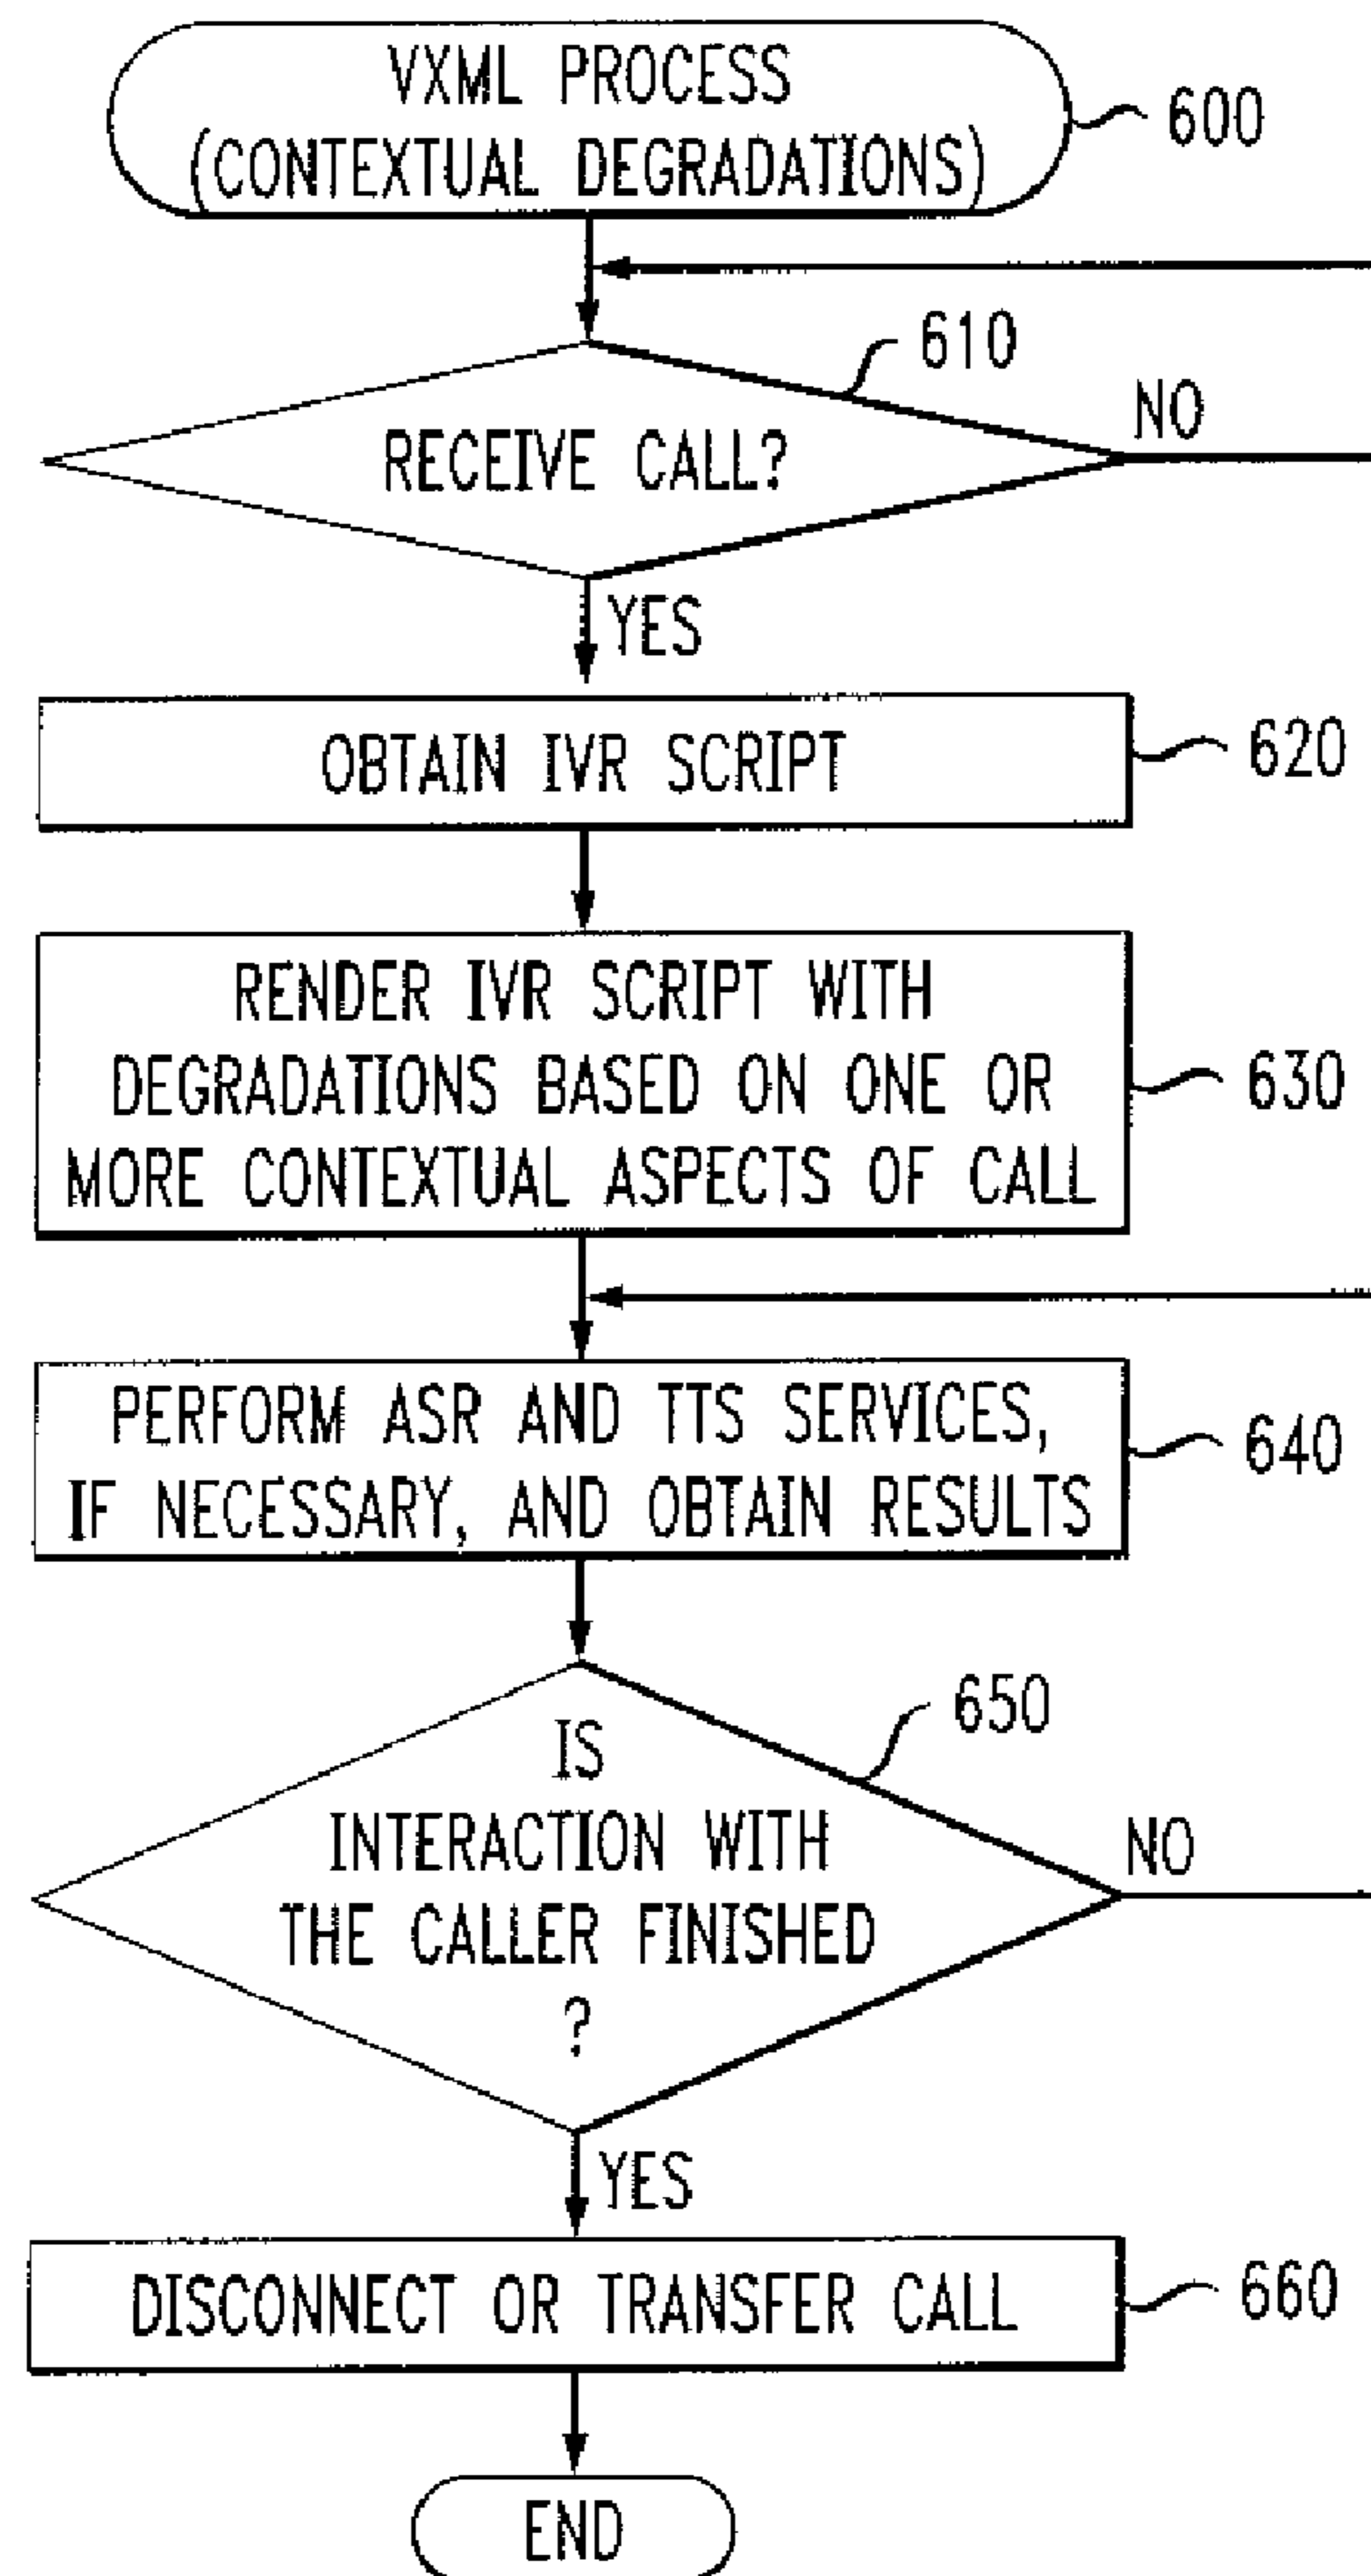 VXML PROCESS
(CONTEXTUAL DEGRADATIONS)
600
610
RECEIVE CALL?
NO
YES
OBTAIN IVR SCRIPT
620
RENDER IVR SCRIPT WITH
DEGRADATIONS BASED ON ONE OR
MORE CONTEXTUAL ASPECTS OF CALL
630
PERFORM ASR AND TTS SERVICES,
IF NECESSARY, AND OBTAIN RESULTS
640
650
IS
INTERACTION WITH
THE CALLER FINISHED
?
NO
YES
DISCONNECT OR TRANSFER CALL
660
END